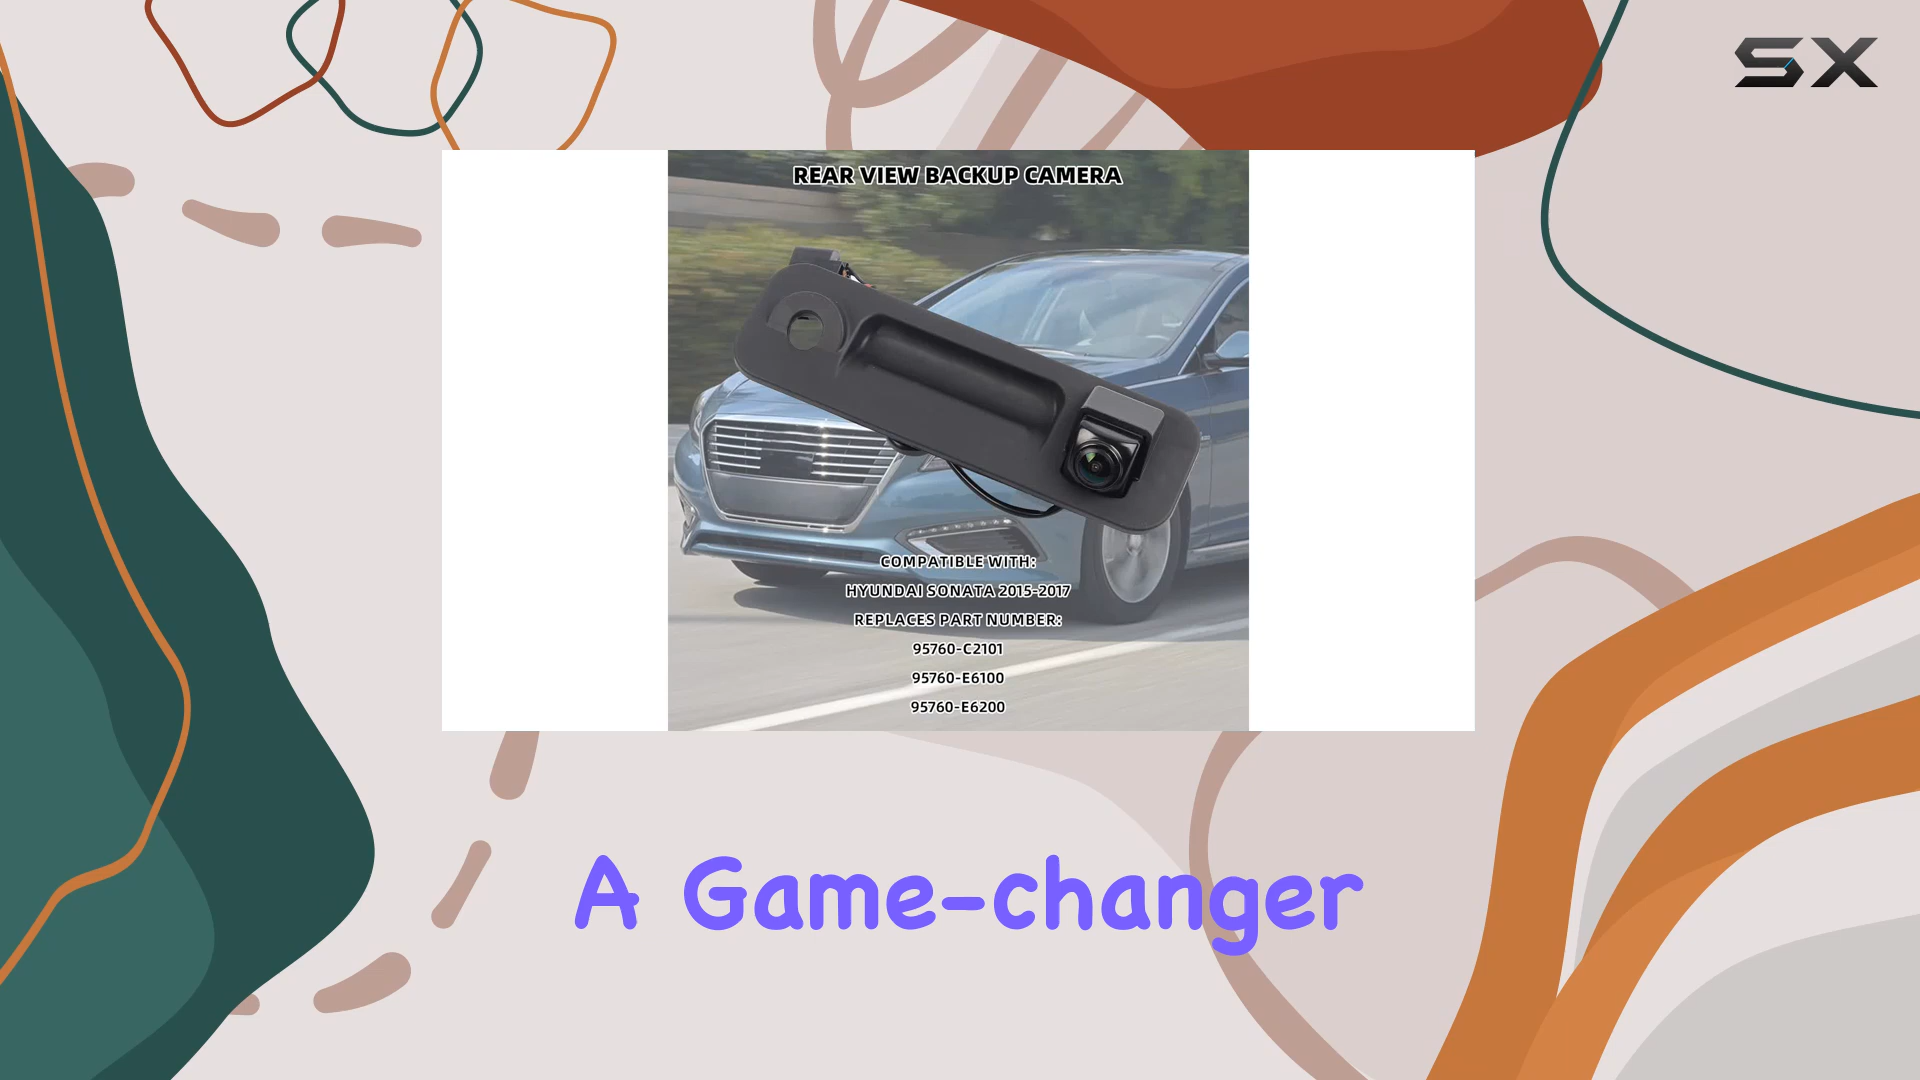 SX
REAR VIEW BACKUP CAMERA
COMPATIBLE WITH:
HYUNDAI SONATA 2015-2017
REPLACES PART NUMBER:
95760-C2101
95760-E6100
95760-E6200
A Game-changer